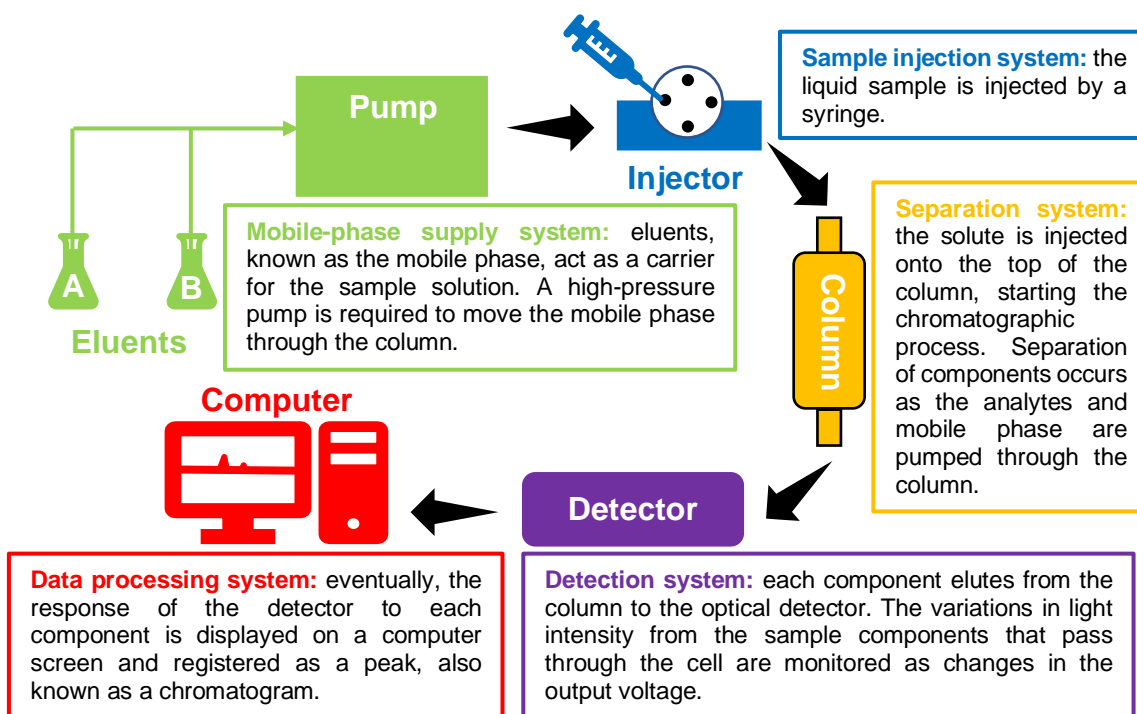 Pump
Injector
Sample injection system: the
liquid sample is injected by a
syringe.
A
B
Eluents
Mobile-phase supply system: eluents,
known as the mobile phase, act as a carrier
for the sample solution. A high-pressure
pump is required to move the mobile phase
through the column.
Column
Separation system:
the solute is injected
onto the top of the
column, starting the
chromatographic
process. Separation
of components occurs
as the analytes and
mobile phase are
pumped through the
column.
Computer
Detector
Data processing system: eventually, the
response of the detector to each
component is displayed on a computer
screen and registered as a peak, also
known as a chromatogram.
Detection system: each component elutes from the
column to the optical detector. The variations in light
intensity from the sample components that pass
through the cell are monitored as changes in the
output voltage.